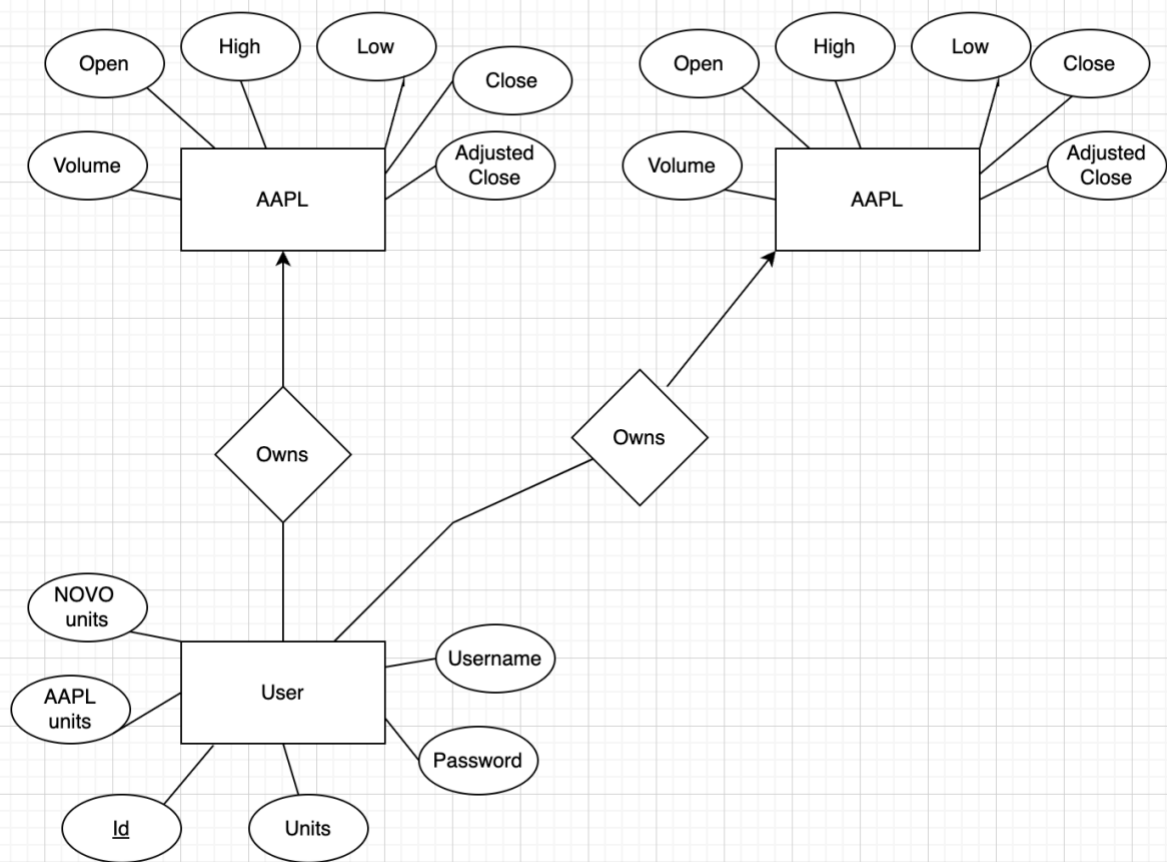 Open
High
Low
Close
Volume
AAPL
Adjusted
Close
Open
High
Low
Close
Volume
AAPL
Adjusted
Close
Owns
Owns
NOVO
units
AAPL
units
User
Username
Password
Id
Units